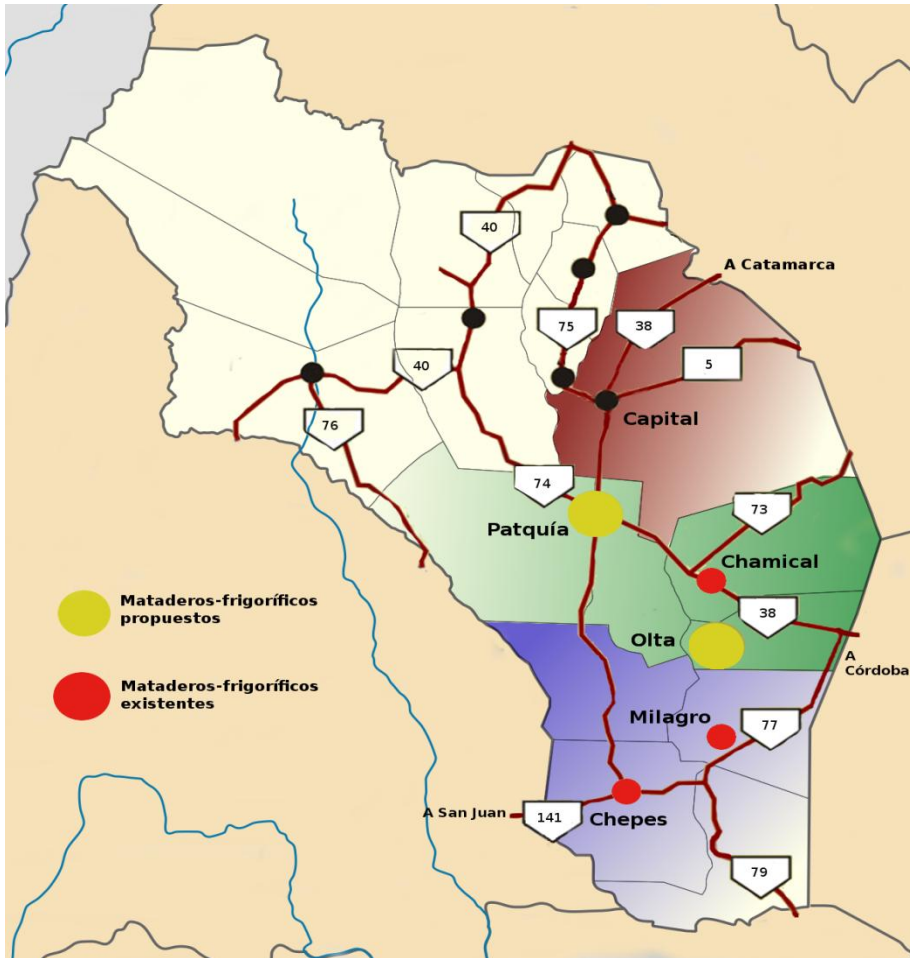 40
A Catamarca
75
38
5
40
Capital
76
74
73
Patquía
Chamical
Mataderos-frigoríficos
propuestos
38
Olta
A
Córdoba
Mataderos-frigoríficos
existentes
Milagro
77
A San Juan
141
Chepes
79